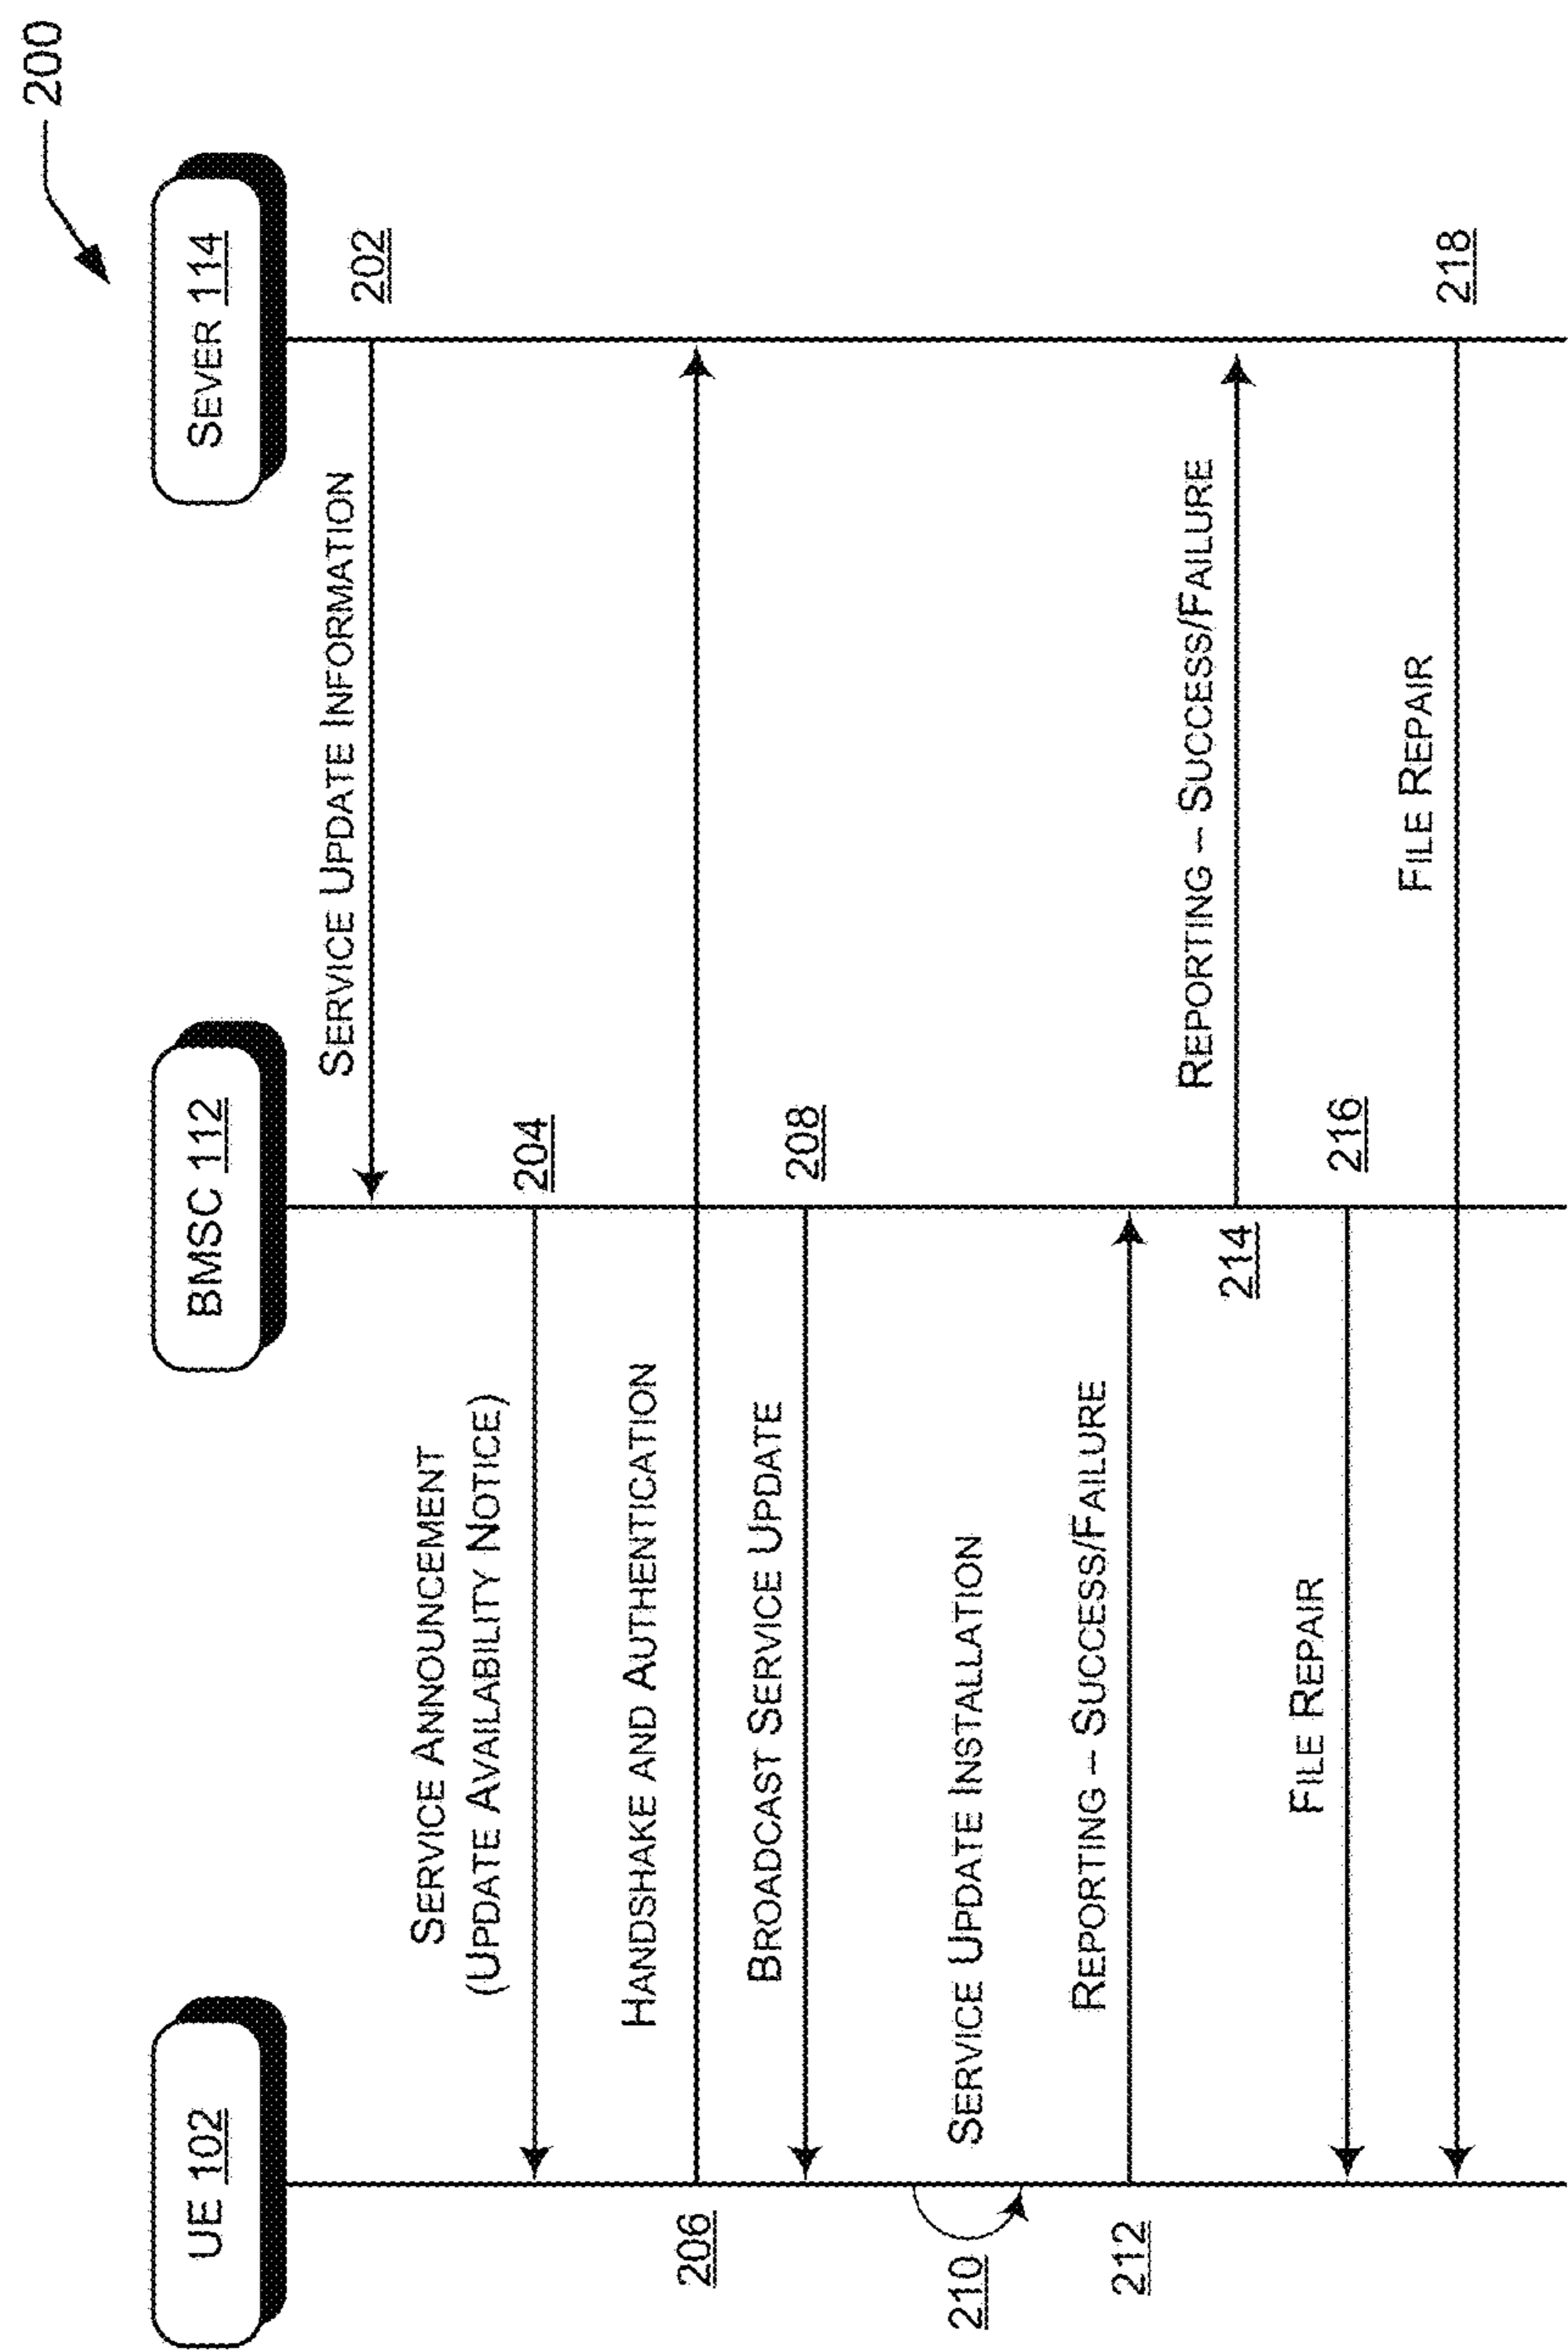 200
UE 102
BMSC 112
SEVER 114
SERVICE UPDATE INFORMATION
202
SERVICE ANNOUNCEMENT
(UPDATE AVAILABILITY NOTICE)
204
HANDSHAKE AND AUTHENTICATION
206
BROADCAST SERVICE UPDATE
208
SERVICE UPDATE INSTALLATION
210
REPORTING – SUCCESS/FAILURE
212
REPORTING – SUCCESS/FAILURE
214
FILE REPAIR
216
FILE REPAIR
218